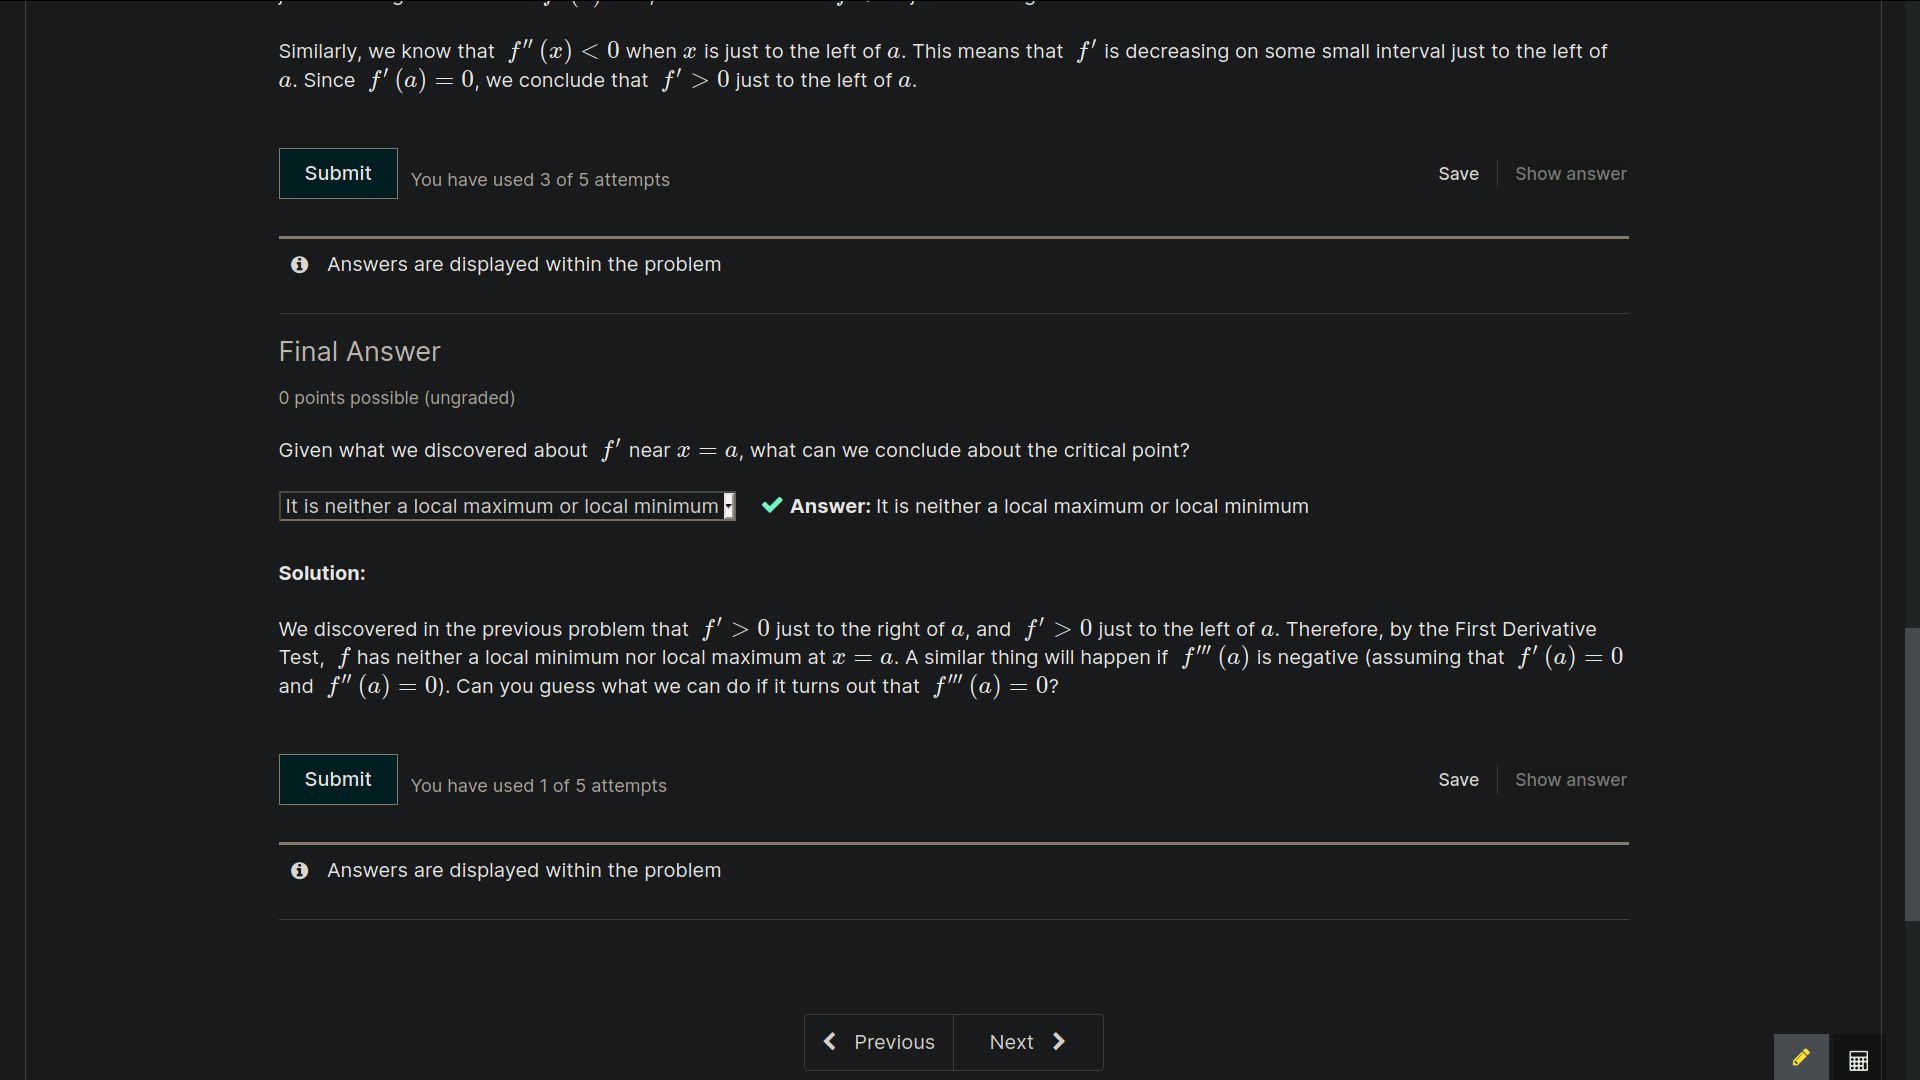 Similarly, we know that f′′ (x) < 0 when x is just to the left of a. This means that f′ is decreasing on some small interval just to the left of
a. Since f′ (a) = 0, we conclude that f′ > 0 just to the left of a.
Submit
You have used 3 of 5 attempts
Save
Show answer
Answers are displayed within the problem
Final Answer
0 points possible (ungraded)
Given what we discovered about f′ near x = a, what can we conclude about the critical point?
It is neither a local maximum or local minimum
Answer: It is neither a local maximum or local minimum
Solution:
We discovered in the previous problem that f′ > 0 just to the right of a, and f′ > 0 just to the left of a. Therefore, by the First Derivative
Test, f has neither a local minimum nor local maximum at x = a. A similar thing will happen if f′′′ (a) is negative (assuming that f′ (a) = 0
and f′′ (a) = 0). Can you guess what we can do if it turns out that f′′′ (a) = 0?
Submit
You have used 1 of 5 attempts
Save
Show answer
Answers are displayed within the problem
Previous
Next